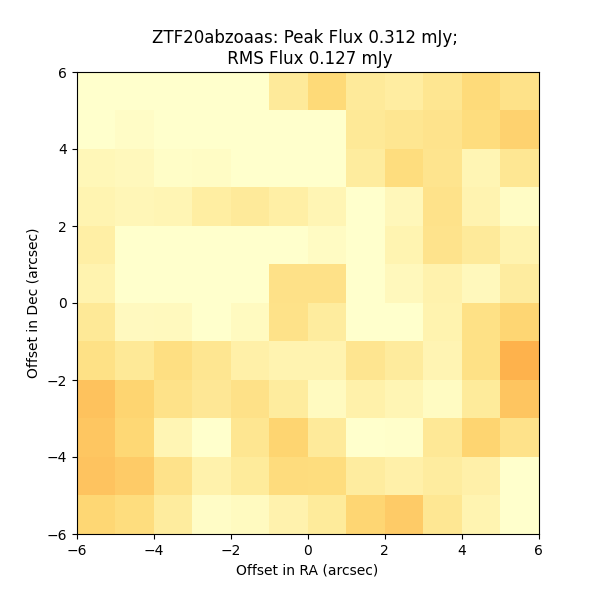 ZTF20abzoaas: Peak Flux 0.312 mJy;
RMS Flux 0.127 mJy
6
4
2
0
−2
−4
−6
Offset in Dec (arcsec)
−6 −4 −2 0 2 4 6
Offset in RA (arcsec)